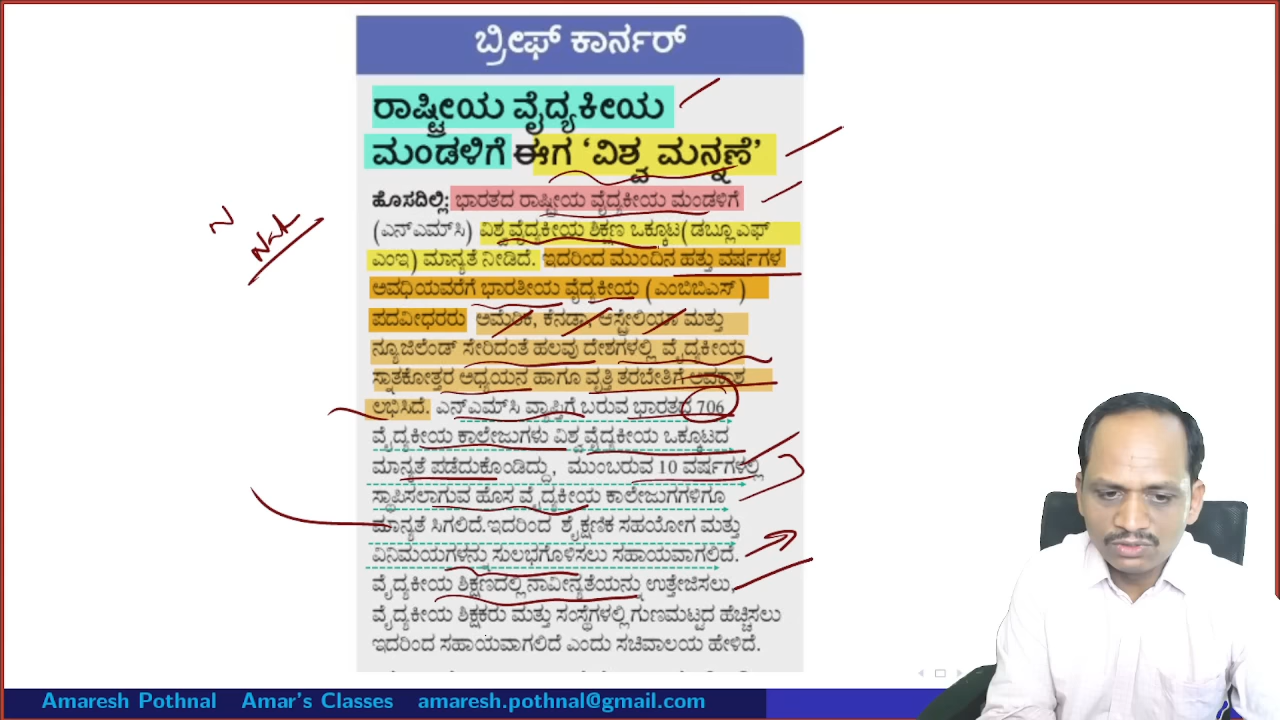 ಬ್ರೀಫ್ ಕಾರ್ನರ್
ರಾಷ್ಟ್ರೀಯ ವೈದ್ಯಕೀಯ
ಮಂಡಳಿಗೆ ಈಗ ‘ವಿಶ್ವ ಮನ್ನಣೆ’
ಹೊಸದಿಲ್ಲಿ: ಭಾರತದ ರಾಷ್ಟ್ರೀಯ ವೈದ್ಯಕೀಯ ಮಂಡಳಿಗೆ
(ಎನ್‌ಎಮ್‌ಸಿ) ವಿಶ್ವ ವೈದ್ಯಕೀಯ ಶಿಕ್ಷಣ ಒಕ್ಕೂಟ(ಡಬ್ಲೂಎಫ್
ಎಂಇ) ಮಾನ್ಯತೆ ನೀಡಿದೆ. ಇದರಿಂದ ಮುಂದಿನ ಹತ್ತು ವರ್ಷಗಳ
ಅವಧಿಯವರೆಗೆ ಭಾರತೀಯ ವೈದ್ಯಕೀಯ (ಎಂಬಿಬಿಎಸ್)
ಪದವೀಧರರು ಅಮೆರಿಕ, ಕೆನಡಾ, ಆಸ್ಟ್ರೇಲಿಯಾ ಮತ್ತು
ನ್ಯೂಜಿಲೆಂಡ್ ಸೇರಿದಂತೆ ಹಲವು ದೇಶಗಳಲ್ಲಿ ವೈದ್ಯಕೀಯ
ಸ್ನಾತಕೋತ್ತರ ಅಧ್ಯಯನ ಹಾಗೂ ವೃತ್ತಿ ತರಬೇತಿಗೆ ಅವಕಾಶ
ಲಭಿಸಿದೆ. ಎನ್‌ಎಮ್‌ಸಿ ವ್ಯಾಪ್ತಿಗೆ ಬರುವ ಭಾರತದ 706
ವೈದ್ಯಕೀಯ ಕಾಲೇಜುಗಳು ವಿಶ್ವ ವೈದ್ಯಕೀಯ ಒಕ್ಕೂಟದ
ಮಾನ್ಯತೆ ಪಡೆದುಕೊಂಡಿದ್ದು, ಮುಂಬರುವ 10 ವರ್ಷಗಳಲ್ಲಿ
ಸ್ಥಾಪಿಸಲಾಗುವ ಹೊಸ ವೈದ್ಯಕೀಯ ಕಾಲೇಜುಗಗಳಿಗೂ
ಮಾನ್ಯತೆ ಸಿಗಲಿದೆ.ಇದರಿಂದ ಶೈಕ್ಷಣಿಕ ಸಹಯೋಗ ಮತ್ತು
ವಿನಿಮಯಗಳನ್ನು ಸುಲಭಗೊಳಿಸಲು ಸಹಾಯವಾಗಲಿದೆ.
ವೈದ್ಯಕೀಯ ಶಿಕ್ಷಣದಲ್ಲಿ ನಾವೀನ್ಯತೆಯನ್ನು ಉತ್ತೇಜಿಸಲು,
ವೈದ್ಯಕೀಯ ಶಿಕ್ಷಕರು ಮತ್ತು ಸಂಸ್ಥೆಗಳಲ್ಲಿ ಗುಣಮಟ್ಟದ ಹೆಚ್ಚಿಸಲು
ಇದರಿಂದ ಸಹಾಯವಾಗಲಿದೆ ಎಂದು ಸಚಿವಾಲಯ ಹೇಳಿದೆ.
Amaresh Pothnal Amar's Classes amaresh.pothnal@gmail.com